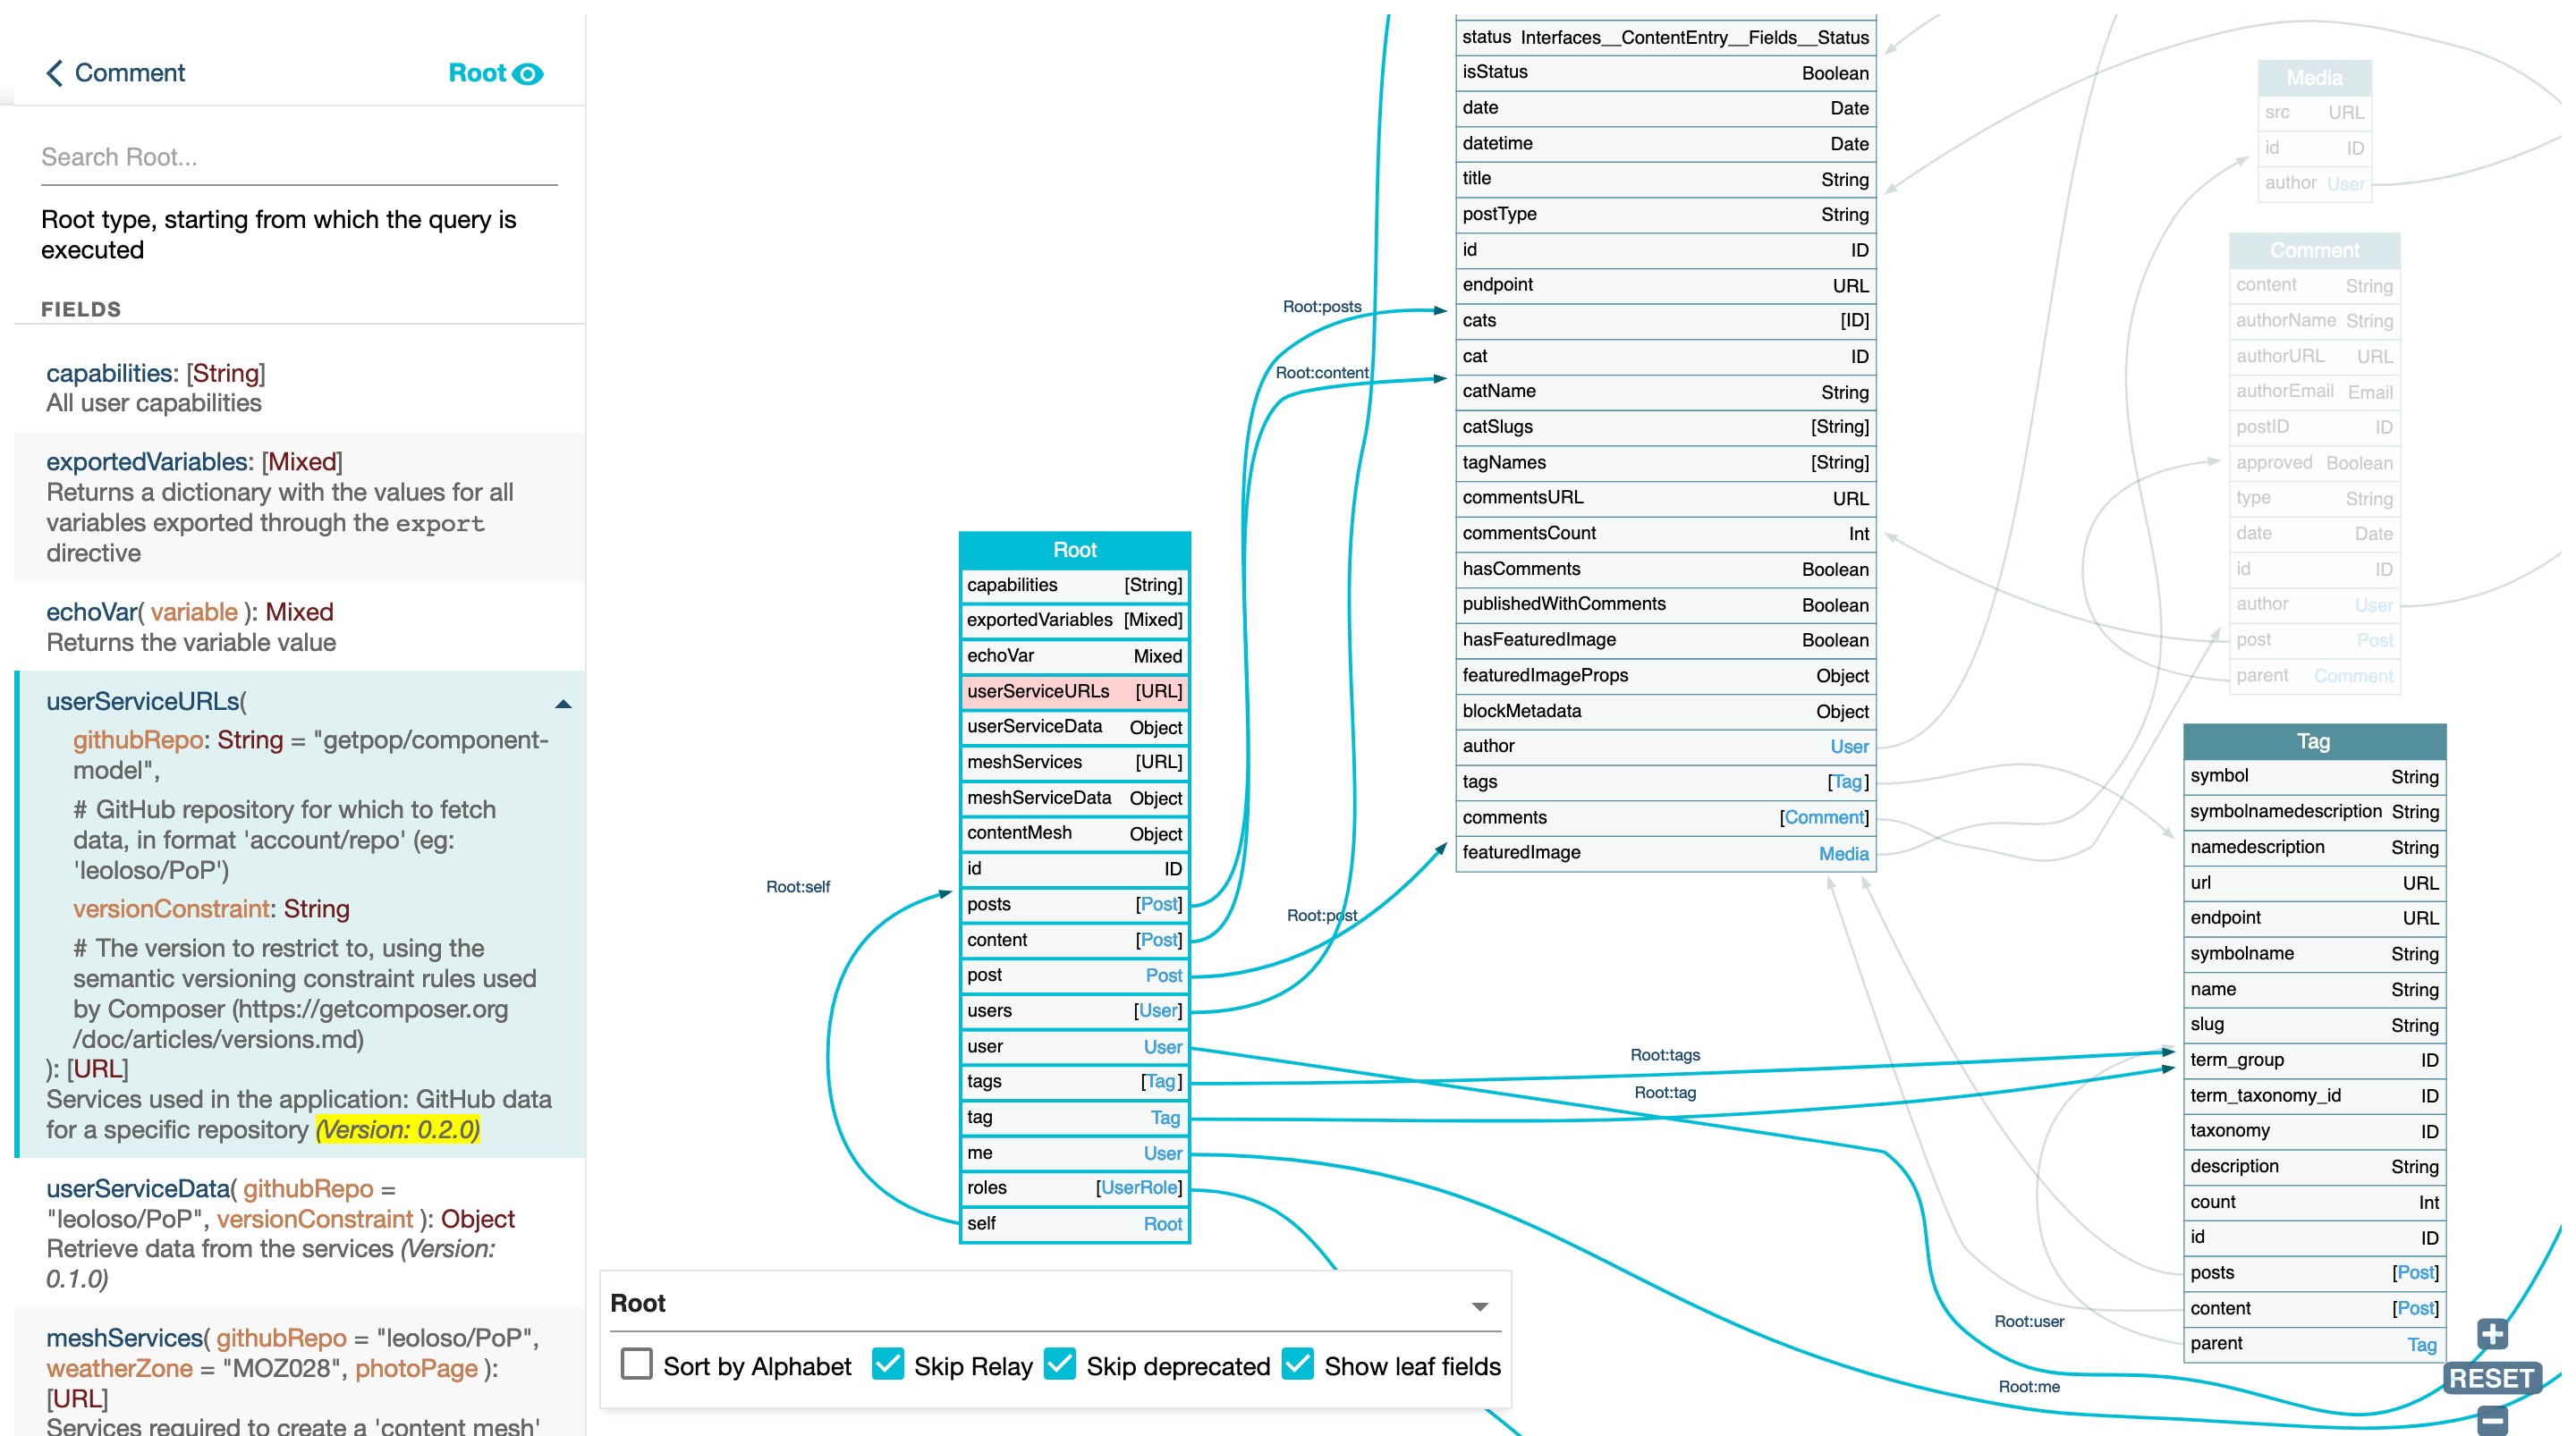 Comment
Root
Search Root...
Root type, starting from which the query is
executed
FIELDS
capabilities: [String]
All user capabilities
exportedVariables: [Mixed]
Returns a dictionary with the values for all
variables exported through the export
directive
echoVar( variable ): Mixed
Returns the variable value
userServiceURLs(
githubRepo: String = "getpop/component-
model",
# GitHub repository for which to fetch
data, in format 'account/repo' (eg:
'leoloso/PoP')
versionConstraint: String
# The version to restrict to, using the
semantic versioning constraint rules used
by Composer (https://getcomposer.org
/doc/articles/versions.md)
): [URL]
Services used in the application: GitHub data
for a specific repository (Version: 0.2.0)
userServiceData( githubRepo =
"leoloso/PoP", versionConstraint ): Object
Retrieve data from the services (Version:
0.1.0)
meshServices( githubRepo = "leoloso/PoP",
weatherZone = "MOZ028", photoPage ):
[URL]
Services required to create a 'content mesh'
Root:self
Root
capabilities [String]
exportedVariables [Mixed]
echoVar Mixed
userServiceURLs [URL]
userServiceData Object
meshServices [URL]
meshServiceData Object
contentMesh Object
id ID
posts [Post]
content [Post]
post Post
users [User]
user User
tags [Tag]
tag Tag
me User
roles [UserRole]
self Root
Root:posts
Root:content
Root:post
Root:tags
Root:tag
Root:user
Root:me
status Interfaces__ContentEntry__Fields__Status
isStatus Boolean
date Date
datetime Date
title String
postType String
id ID
endpoint URL
cats [ID]
cat ID
catName String
catSlugs [String]
tagNames [String]
commentsURL URL
commentsCount Int
hasComments Boolean
publishedWithComments Boolean
hasFeaturedImage Boolean
featuredImageProps Object
blockMetadata Object
author User
tags [Tag]
comments [Comment]
featuredImage Media
Media
src URL
id ID
author User
Comment
content String
authorName String
authorURL URL
authorEmail Email
postID ID
approved Boolean
type String
date Date
id ID
author User
post Post
parent Comment
Tag
symbol String
symbolnamedescription String
namedescription String
url URL
endpoint URL
symbolname String
name String
slug String
term_group ID
term_taxonomy_id ID
taxonomy ID
description String
count Int
id ID
posts [Post]
content [Post]
parent Tag
Root
Sort by Alphabet Skip Relay Skip deprecated Show leaf fields
RESET